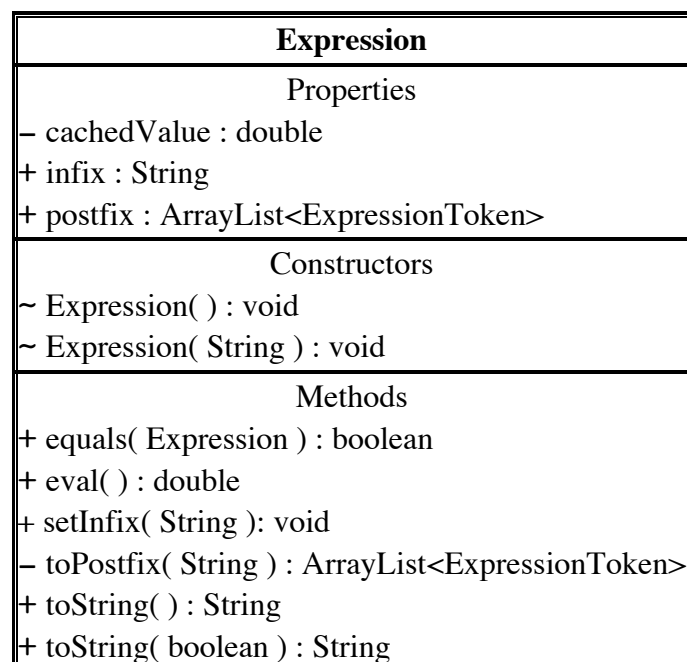 Expression
Properties
− cachedValue : double
+ infix : String
+ postfix : ArrayList<ExpressionToken>
Constructors
~ Expression( ) : void
~ Expression( String ) : void
Methods
+ equals( Expression ) : boolean
+ eval( ) : double
+ setInfix( String ): void
− toPostfix( String ) : ArrayList<ExpressionToken>
+ toString( ) : String
+ toString( boolean ) : String